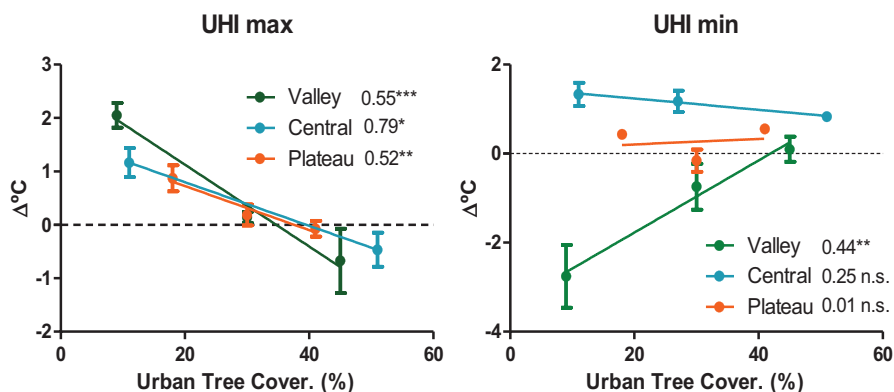 UHI max
3
2
1
0
-1
-2
Δ°C
Valley 0.55***
Central 0.79*
Plateau 0.52**
0 20 40 60
Urban Tree Cover. (%)
UHI min
2
0
-2
-4
Δ°C
Valley 0.44**
Central 0.25 n.s.
Plateau 0.01 n.s.
0 20 40 60
Urban Tree Cover. (%)